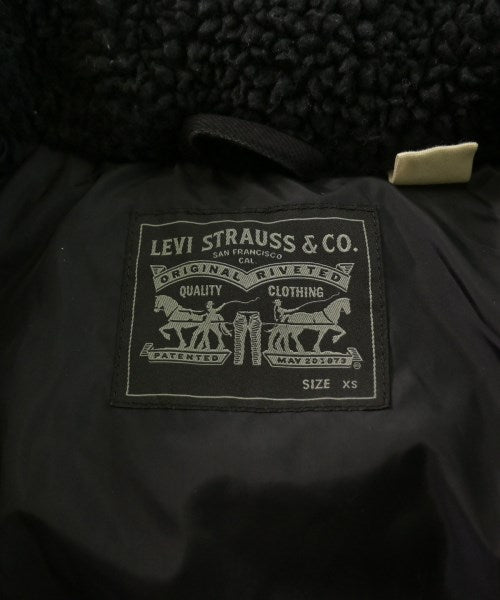 LEVI STRAUSS & CO.
SAN FRANCISCO
CAL.
ORIGINAL RIVETED
QUALITY CLOTHING
PATENTED MAY 20 1873
®
SIZE XS